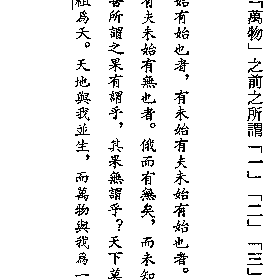 「萬物」之前之所謂「一」「二」「三」
始有始也者，有未始有夫未始有始也者。
有夫未始有無也者。俄而有無矣，而未知
吾所謂之果有謂乎，其果無謂乎？天下莫
祖爲夭。天地與我並生，而萬物與我爲一